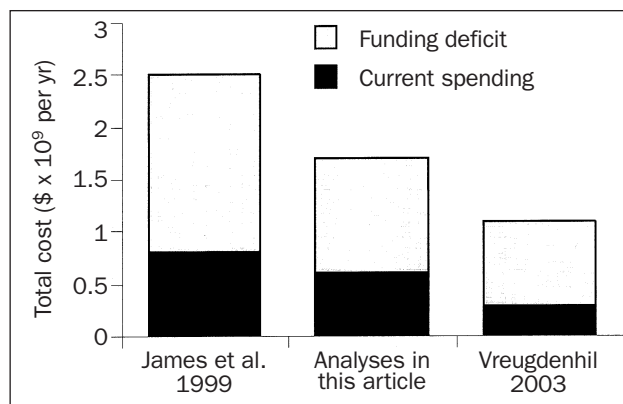 Total cost ($ x 10⁹ per yr)
3
2.5
2
1.5
1
0.5
0
Funding deficit
Current spending
James et al.
1999
Analyses in
this article
Vreugdenhil
2003